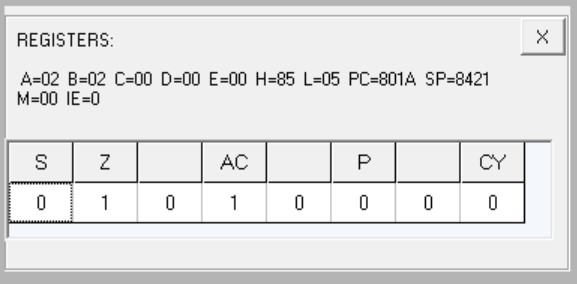 REGISTERS:
X
A=02 B=02 C=00 D=00 E=00 H=85 L=05 PC=801A SP=8421
M=00 IE=0
S Z AC P CY
0 1 0 1 0 0 0 0